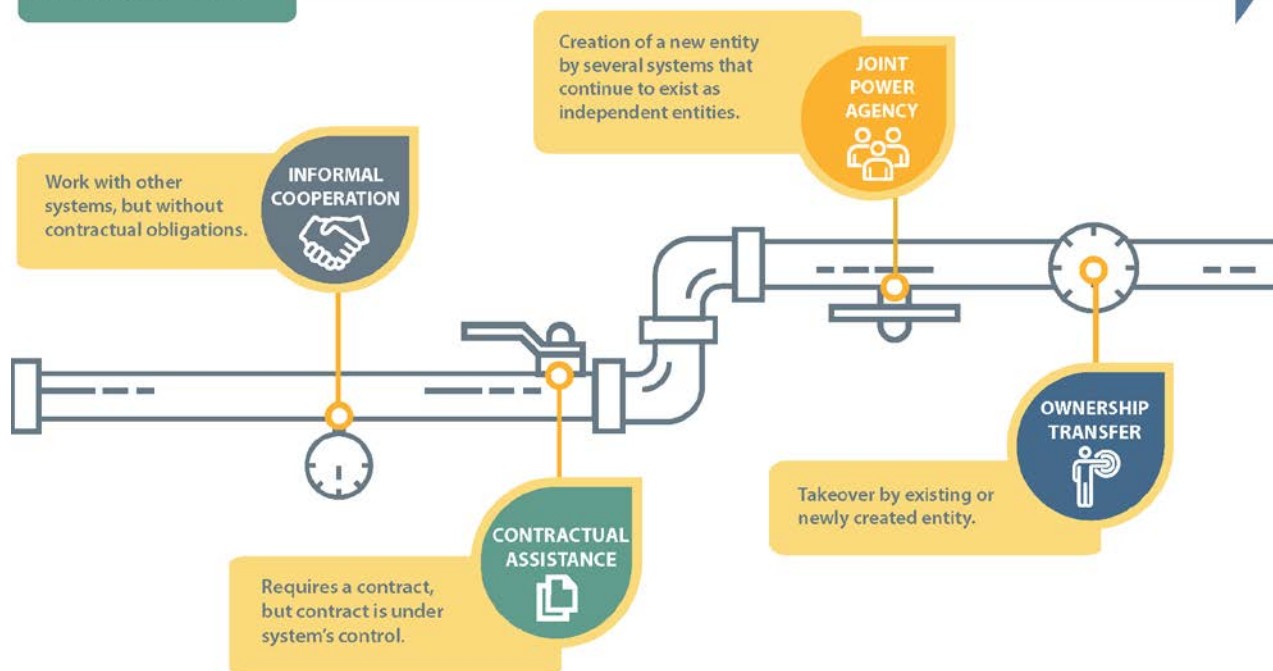 Creation of a new entity
by several systems that
continue to exist as
independent entities.
JOINT
POWER
AGENCY
Work with other
systems, but without
contractual obligations.
INFORMAL
COOPERATION
OWNERSHIP
TRANSFER
Takeover by existing or
newly created entity.
CONTRACTUAL
ASSISTANCE
Requires a contract,
but contract is under
system's control.